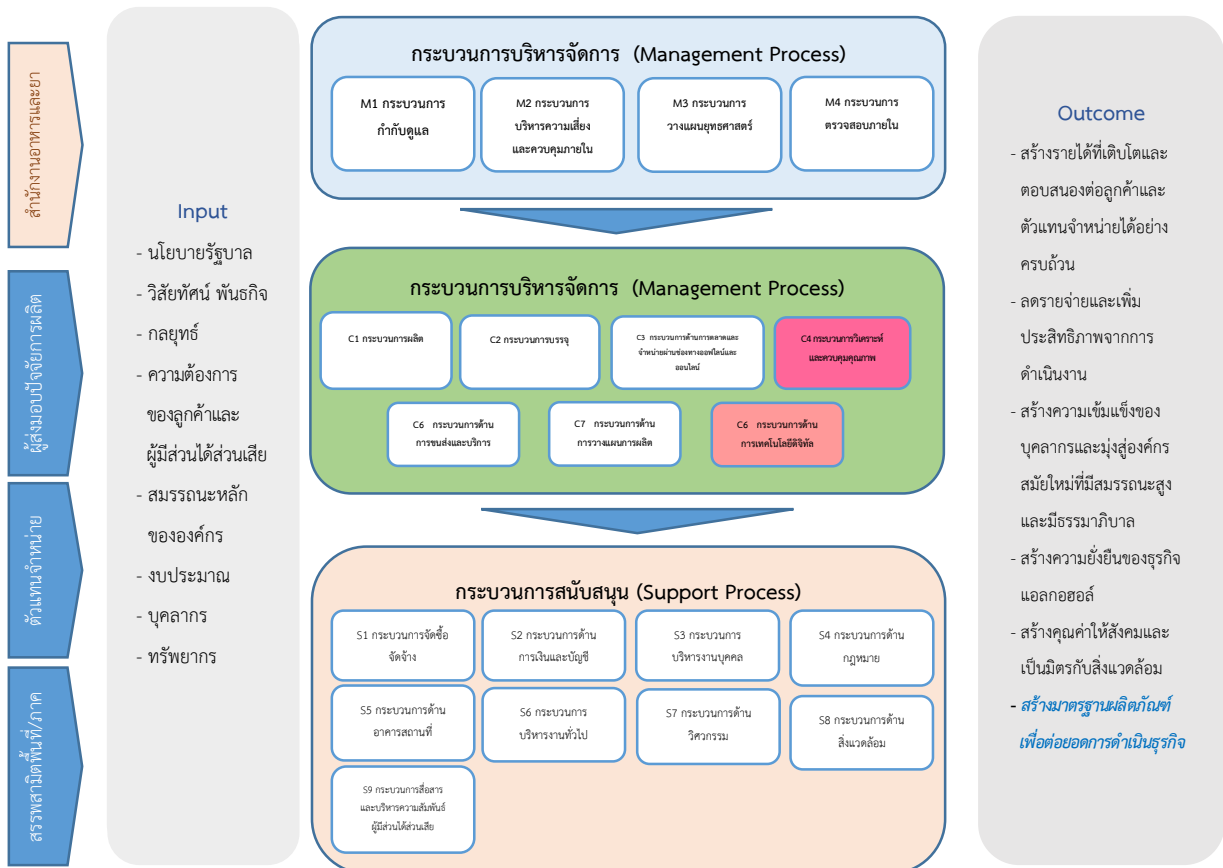 สำนักงานอาหารและยา
ผู้ส่งมอบปัจจัยการผลิต
ตัวแทนจำหน่าย
สรรพสามิตพื้นที่/ภาค
Input
- นโยบายรัฐบาล
- วิสัยทัศน์ พันธกิจ
- กลยุทธ์
- ความต้องการ
ของลูกค้าและ
ผู้มีส่วนได้ส่วนเสีย
- สมรรถนะหลัก
ขององค์กร
- งบประมาณ
- บุคลากร
- ทรัพยากร
กระบวนการบริหารจัดการ (Management Process)
M1 กระบวนการ
กำกับดูแล
M2 กระบวนการ
บริหารความเสี่ยง
และควบคุมภายใน
M3 กระบวนการ
วางแผนยุทธศาสตร์
M4 กระบวนการ
ตรวจสอบภายใน
กระบวนการบริหารจัดการ (Management Process)
C1 กระบวนการผลิต
C2 กระบวนการบรรจุ
C3 กระบวนการด้านการตลาดและ
จำหน่ายผ่านช่องทางออฟไลน์และ
ออนไลน์
C4 กระบวนการวิเคราะห์
และควบคุมคุณภาพ
C6 กระบวนการด้าน
การขนส่งและบริการ
C7 กระบวนการด้าน
การวางแผนการผลิต
C6 กระบวนการด้าน
การเทคโนโลยีดิจิทัล
กระบวนการสนับสนุน (Support Process)
S1 กระบวนการจัดซื้อ
จัดจ้าง
S2 กระบวนการด้าน
การเงินและบัญชี
S3 กระบวนการ
บริหารงานบุคคล
S4 กระบวนการด้าน
กฎหมาย
S5 กระบวนการด้าน
อาคารสถานที่
S6 กระบวนการ
บริหารงานทั่วไป
S7 กระบวนการด้าน
วิศวกรรม
S8 กระบวนการด้าน
สิ่งแวดล้อม
S9 กระบวนการสื่อสาร
และบริหารความสัมพันธ์
ผู้มีส่วนได้ส่วนเสีย
Outcome
- สร้างรายได้ที่เติบโตและ
ตอบสนองต่อลูกค้าและ
ตัวแทนจำหน่ายได้อย่าง
ครบถ้วน
- ลดรายจ่ายและเพิ่ม
ประสิทธิภาพจากการ
ดำเนินงาน
- สร้างความเข้มแข็งของ
บุคลากรและมุ่งสู่องค์กร
สมัยใหม่ที่มีสมรรถนะสูง
และมีธรรมาภิบาล
- สร้างความยั่งยืนของธุรกิจ
แอลกอฮอล์
- สร้างคุณค่าให้สังคมและ
เป็นมิตรกับสิ่งแวดล้อม
- สร้างมาตรฐานผลิตภัณฑ์
เพื่อต่อยอดการดำเนินธุรกิจ